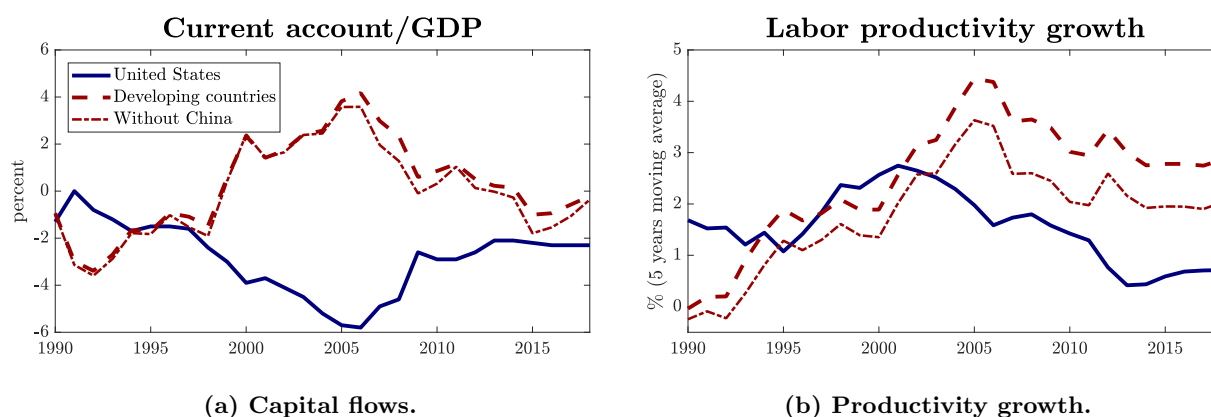 Current account/GDP
6
4
2
0
-2
-4
-6
percent
United States
Developing countries
Without China
1990 1995 2000 2005 2010 2015
(a) Capital flows.
Labor productivity growth
5
4
3
2
1
0
% (5 years moving average)
1990 1995 2000 2005 2010 2015
(b) Productivity growth.